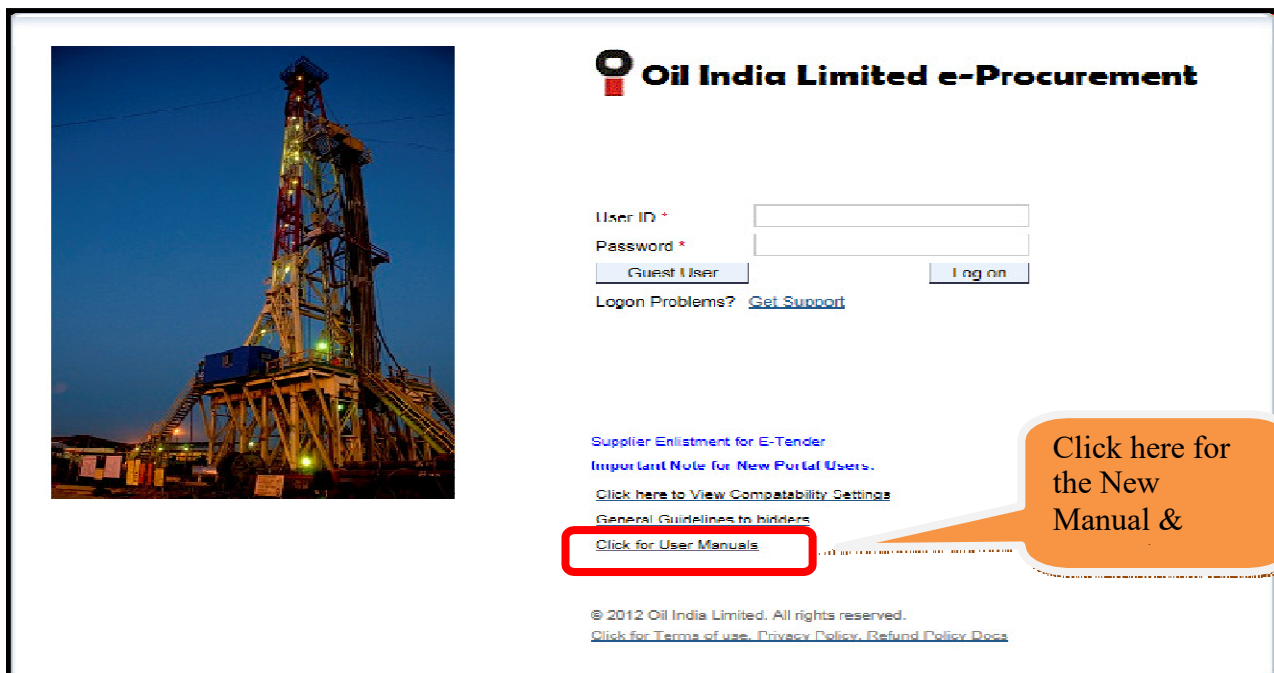 Oil India Limited e-Procurement
User ID *
Password *
Guest User
Log on
Logon Problems? Get Support
Supplier Enlistment for E-Tender
Important Note for New Portal Users.
Click here to View Compatability Settings
General Guidelines to bidders
Click for User Manuals
Click here for
the New
Manual &
© 2012 Oil India Limited. All rights reserved.
Click for Terms of use, Privacy Policy, Refund Policy Docs